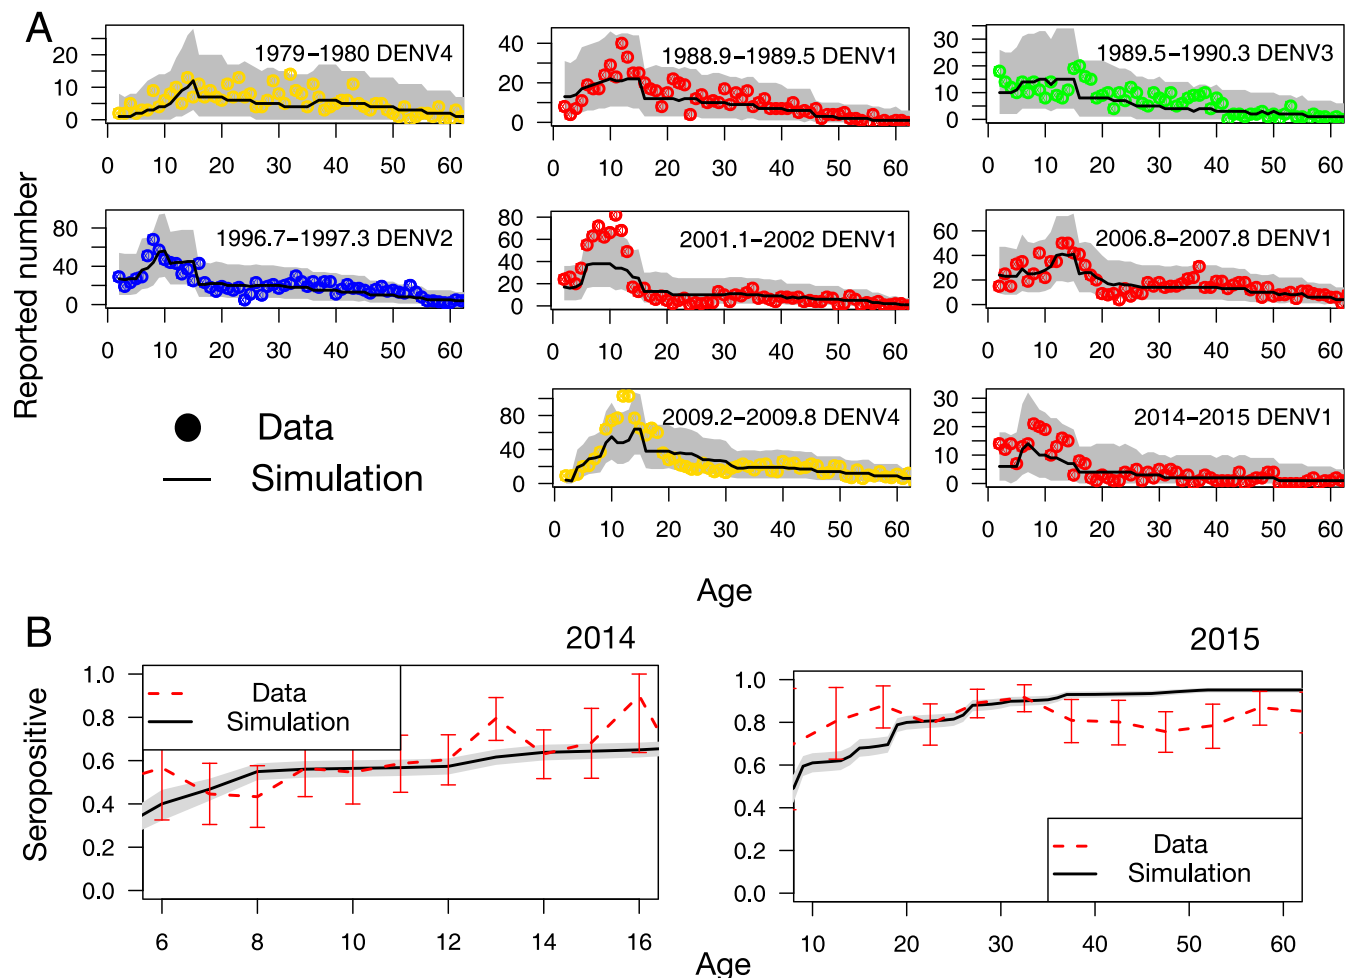 A
Reported number
1979−1980 DENV4
0 10 20
0 10 20 30 40 50 60
1988.9−1989.5 DENV1
0 20 40
0 10 20 30 40 50 60
1989.5−1990.3 DENV3
0 10 20 30
0 10 20 30 40 50 60
1996.7−1997.3 DENV2
0 40 80
0 10 20 30 40 50 60
2001.1−2002 DENV1
0 20 40 60 80
0 10 20 30 40 50 60
2006.8−2007.8 DENV1
0 20 40 60
0 10 20 30 40 50 60
Data
Simulation
2009.2−2009.8 DENV4
0 40 80
0 10 20 30 40 50 60
2014−2015 DENV1
0 10 20 30
0 10 20 30 40 50 60
Age
B
Seropositive
2014
Data
Simulation
0.0 0.2 0.4 0.6 0.8 1.0
6 8 10 12 14 16
2015
Data
Simulation
0.0 0.2 0.4 0.6 0.8 1.0
10 20 30 40 50 60
Age